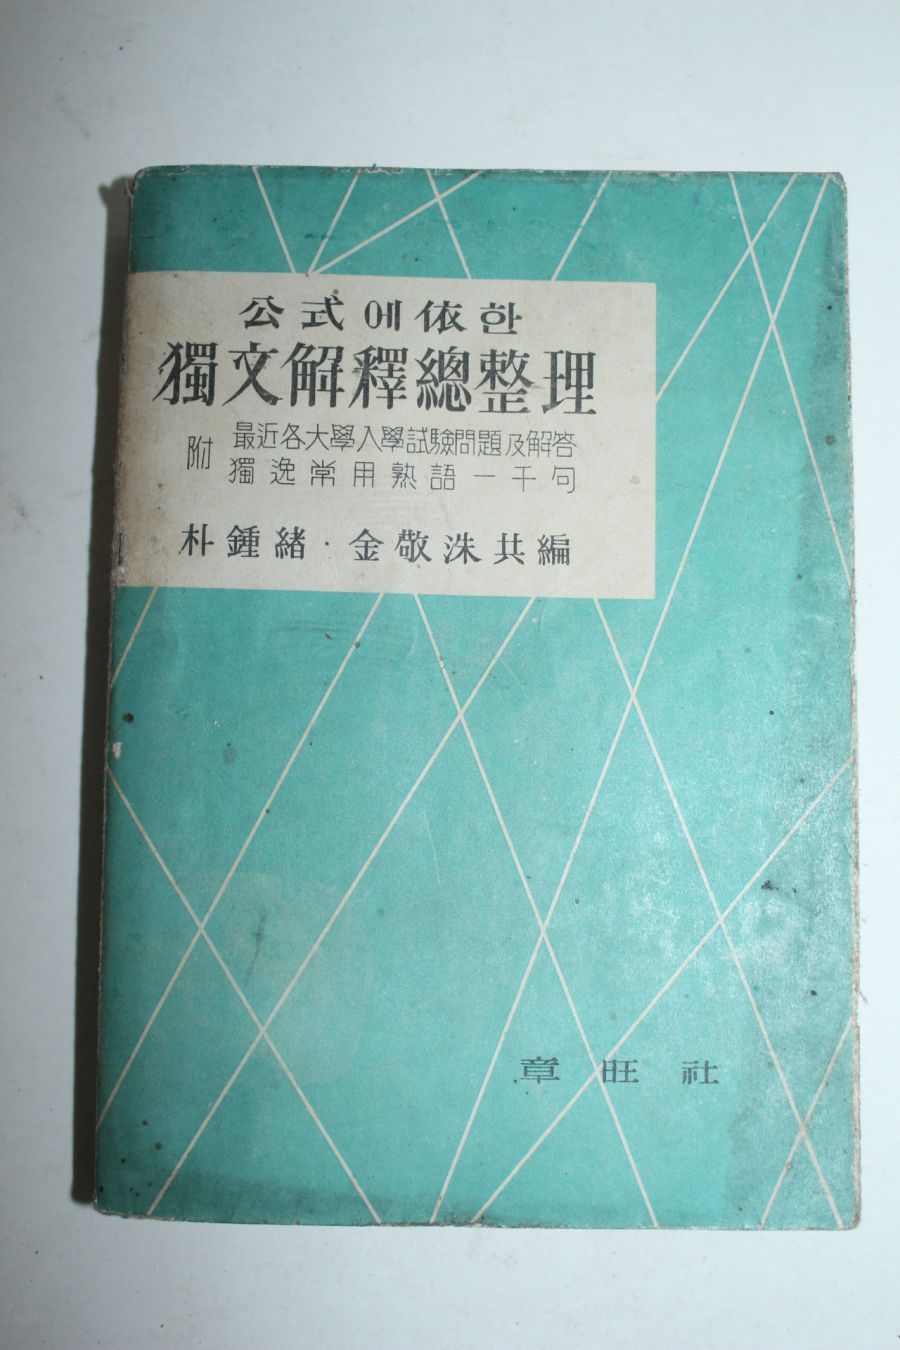 公式에依한
獨文解釋總整理
附 最近各大學入學試驗問題及解答
獨逸常用熟語一千句
朴鍾緖·金敬洙共編
章旺社